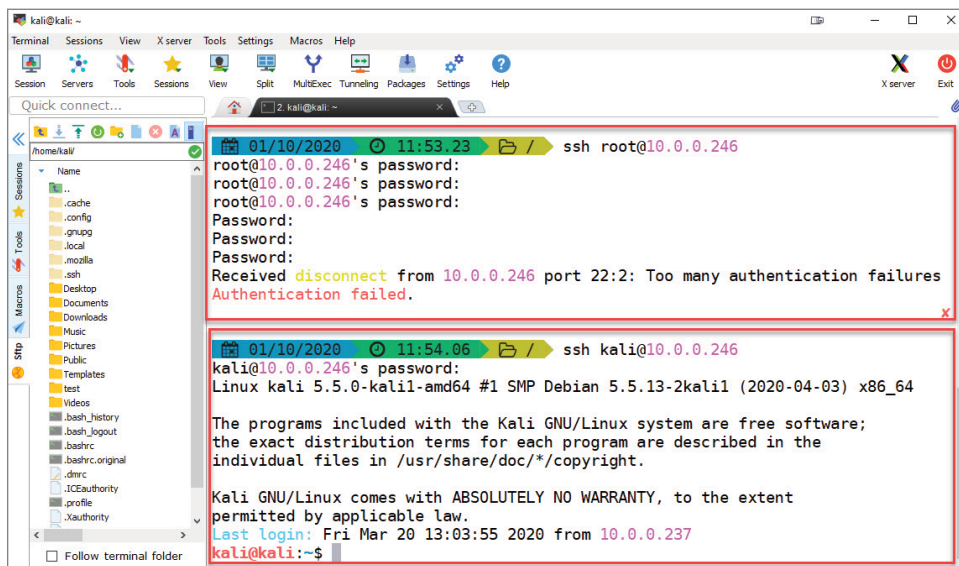 kali@kali: ~
Terminal Sessions View X server Tools Settings Macros Help
Session Servers Tools Sessions View Split MultiExec Tunneling Packages Settings Help X server Exit
Quick connect...
2. kali@kali: ~
/home/kali/
Name
..
.cache
.config
.gnupg
.local
.mozilla
.ssh
Desktop
Documents
Downloads
Music
Pictures
Public
Templates
test
Videos
.bash_history
.bash_logout
.bashrc
.bashrc.original
.dmrc
.ICEauthority
.profile
.Xauthority
Follow terminal folder
Sessions
Tools
Macros
Sftp
01/10/2020 11:53.23 / ssh root@10.0.0.246
root@10.0.0.246's password:
root@10.0.0.246's password:
root@10.0.0.246's password:
Password:
Password:
Password:
Received disconnect from 10.0.0.246 port 22:2: Too many authentication failures
Authentication failed.
01/10/2020 11:54.06 / ssh kali@10.0.0.246
kali@10.0.0.246's password:
Linux kali 5.5.0-kali1-amd64 #1 SMP Debian 5.5.13-2kali1 (2020-04-03) x86_64
The programs included with the Kali GNU/Linux system are free software;
the exact distribution terms for each program are described in the
individual files in /usr/share/doc/*/copyright.
Kali GNU/Linux comes with ABSOLUTELY NO WARRANTY, to the extent
permitted by applicable law.
Last login: Fri Mar 20 13:03:55 2020 from 10.0.0.237
kali@kali:~$